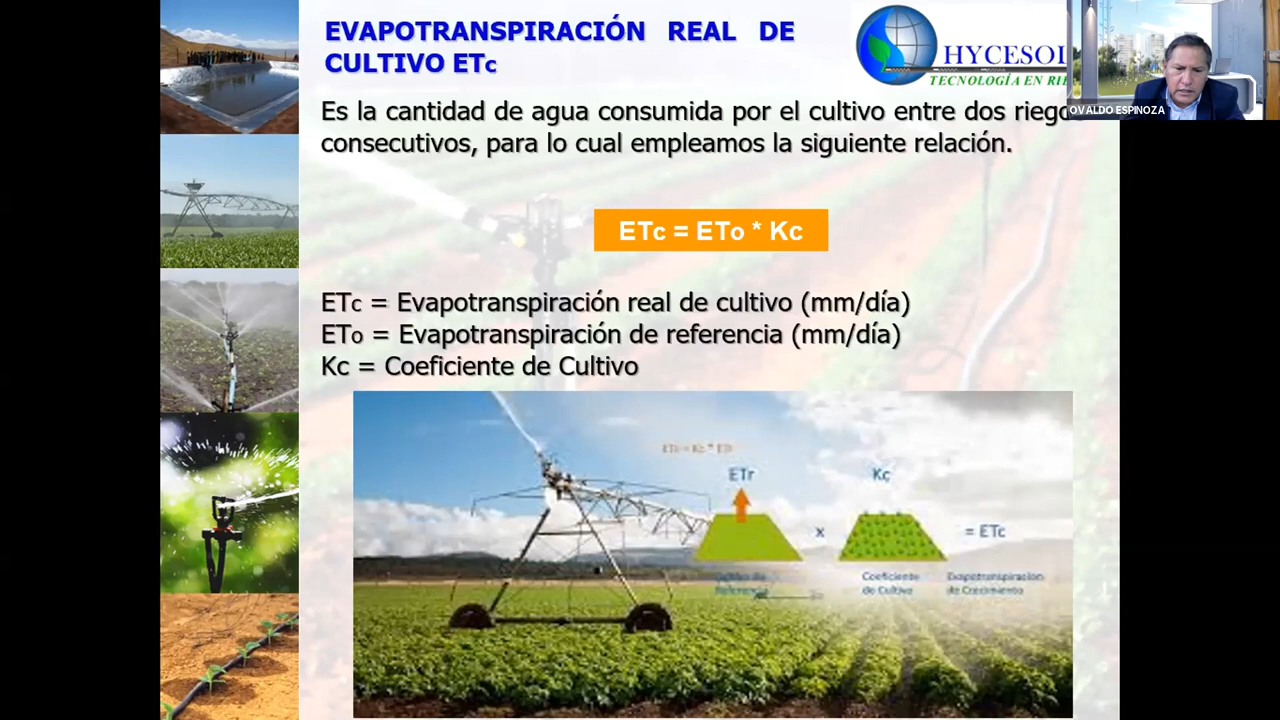 EVAPOTRANSPIRACIÓN REAL DE
CULTIVO ETc
HYCESOL
TECNOLOGÍA EN RIE
OVALDO ESPINOZA
Es la cantidad de agua consumida por el cultivo entre dos riego
consecutivos, para lo cual empleamos la siguiente relación.
ETc = ETo * Kc
ETc = Evapotranspiración real de cultivo (mm/día)
ETo = Evapotranspiración de referencia (mm/día)
Kc = Coeficiente de Cultivo
ETr
Kc
x
= ETc
Referencia
Coeficiente
de Cultivo
Evapotranspiración
de Crecimiento